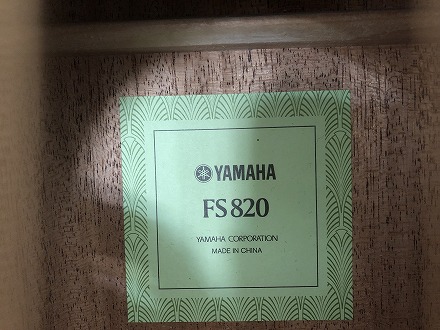 YAMAHA
FS820
YAMAHA CORPORATION
MADE IN CHINA